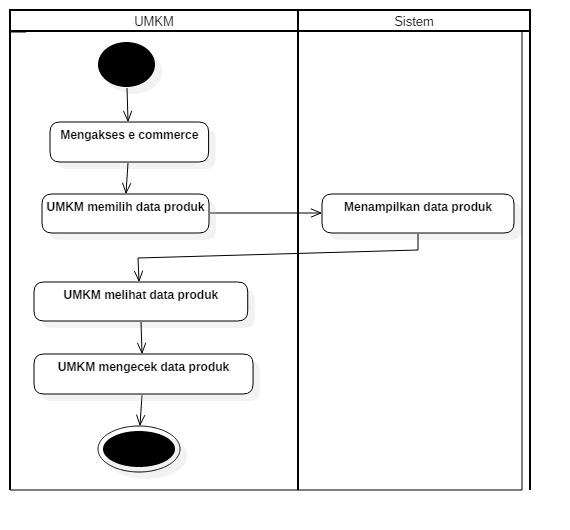 UMKM
Sistem
Mengakses e commerce
UMKM memilih data produk
Menampilkan data produk
UMKM melihat data produk
UMKM mengecek data produk